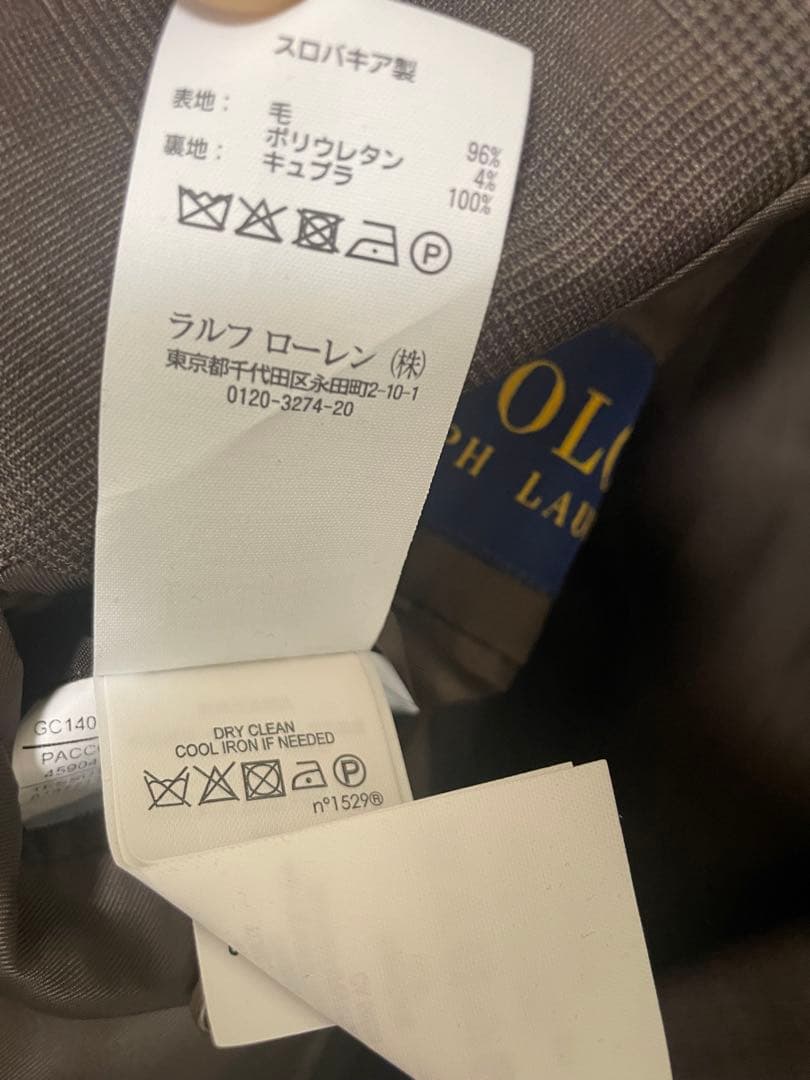 スロバキア製
表地： 毛 96%
ポリウレタン 4%
裏地： キュプラ 100%
P
ラルフ ローレン (株)
東京都千代田区永田町2-10-1
0120-3274-20
OLO
PH LAU
GC140
PACC
45904
DRY CLEAN
COOL IRON IF NEEDED
P
n°1529®